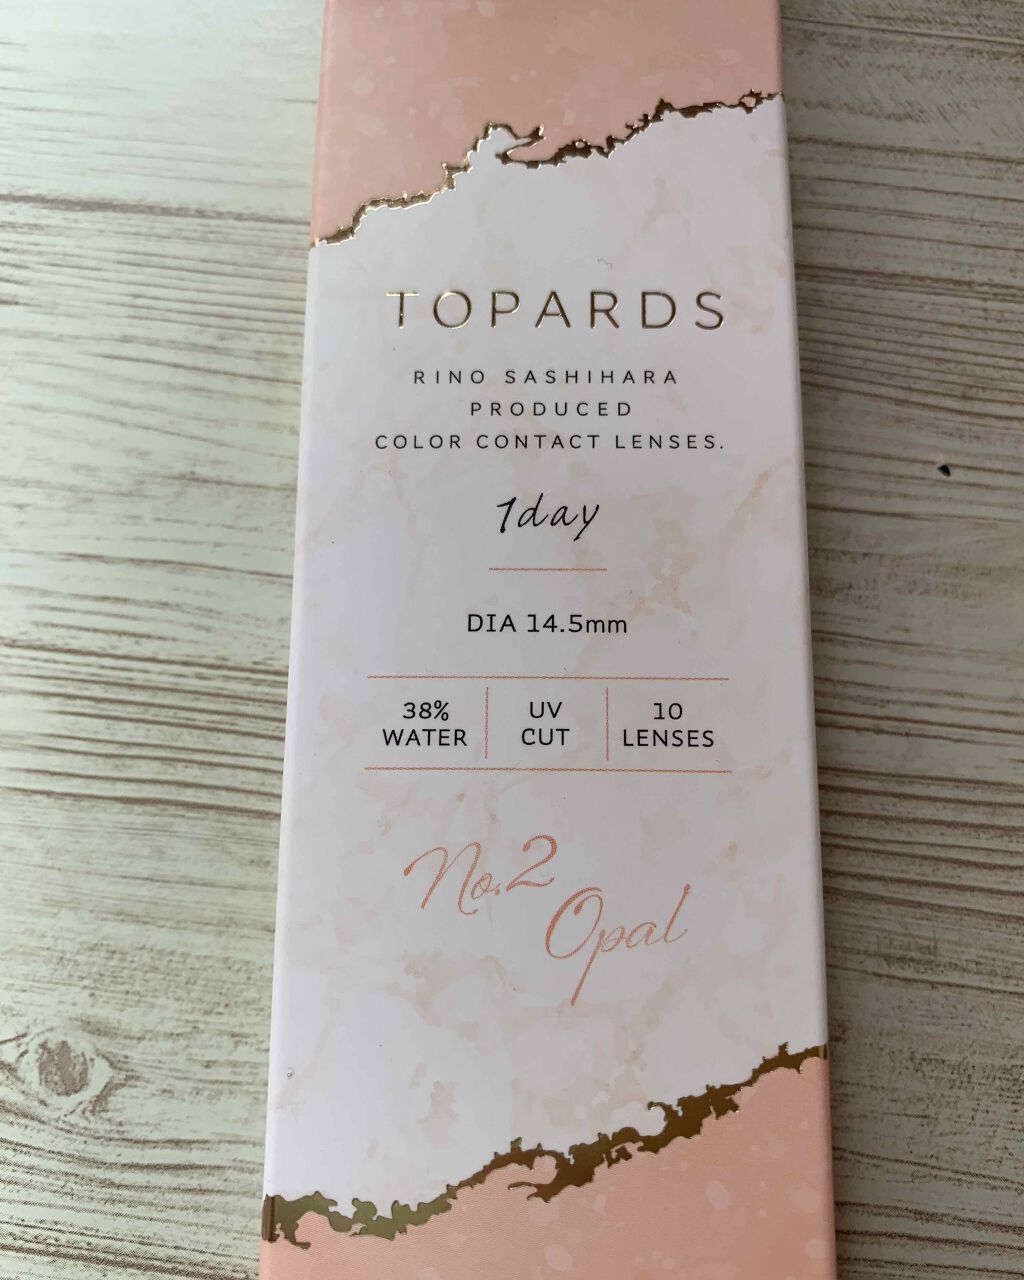 TOPARDS
RINO SASHIHARA
PRODUCED
COLOR CONTACT LENSES.
1day
DIA 14.5mm
38% WATER
UV CUT
10 LENSES
No.2
Opal